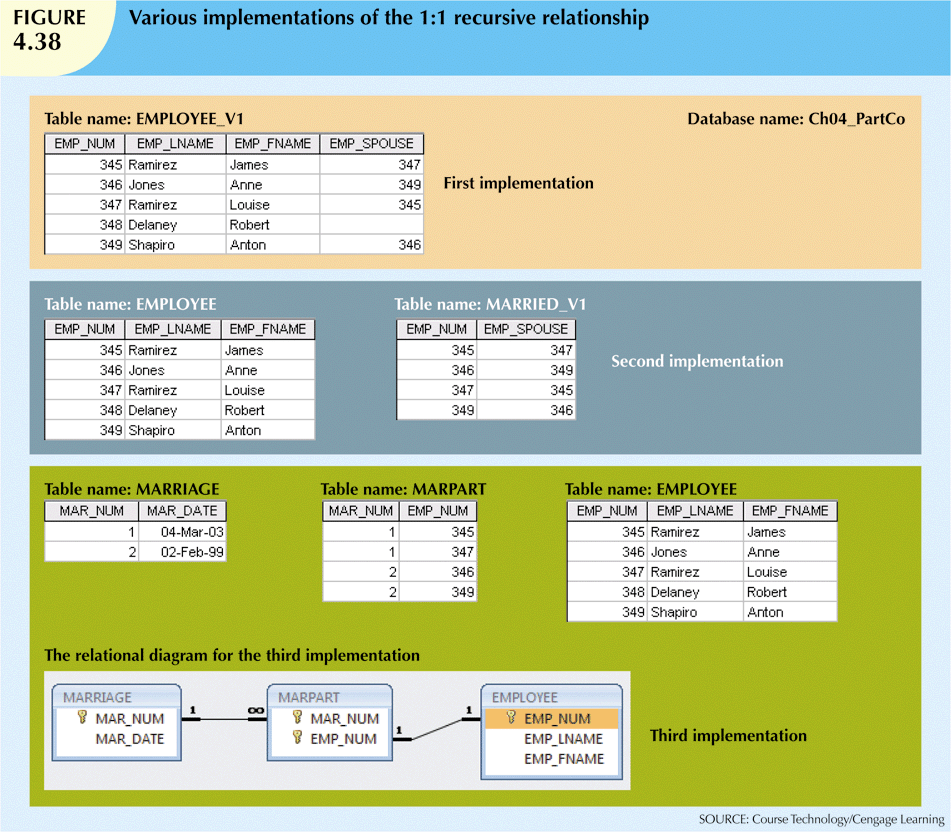 FIGURE
4.38
Various implementations of the 1:1 recursive relationship
Table name: EMPLOYEE_V1
Database name: Ch04_PartCo
EMP_NUM EMP_LNAME EMP_FNAME EMP_SPOUSE
345 Ramirez James 347
346 Jones Anne 349
347 Ramirez Louise 345
348 Delaney Robert
349 Shapiro Anton 346
First implementation
Table name: EMPLOYEE
EMP_NUM EMP_LNAME EMP_FNAME
345 Ramirez James
346 Jones Anne
347 Ramirez Louise
348 Delaney Robert
349 Shapiro Anton
Table name: MARRIED_V1
EMP_NUM EMP_SPOUSE
345 347
346 349
347 345
349 346
Second implementation
Table name: MARRIAGE
MAR_NUM MAR_DATE
1 04-Mar-03
2 02-Feb-99
Table name: MARPART
MAR_NUM EMP_NUM
1 345
1 347
2 346
2 349
Table name: EMPLOYEE
EMP_NUM EMP_LNAME EMP_FNAME
345 Ramirez James
346 Jones Anne
347 Ramirez Louise
348 Delaney Robert
349 Shapiro Anton
The relational diagram for the third implementation
MARRIAGE
MAR_NUM
MAR_DATE
1 ∞
MARPART
MAR_NUM
EMP_NUM
1 1
EMPLOYEE
EMP_NUM
EMP_LNAME
EMP_FNAME
Third implementation
SOURCE: Course Technology/Cengage Learning